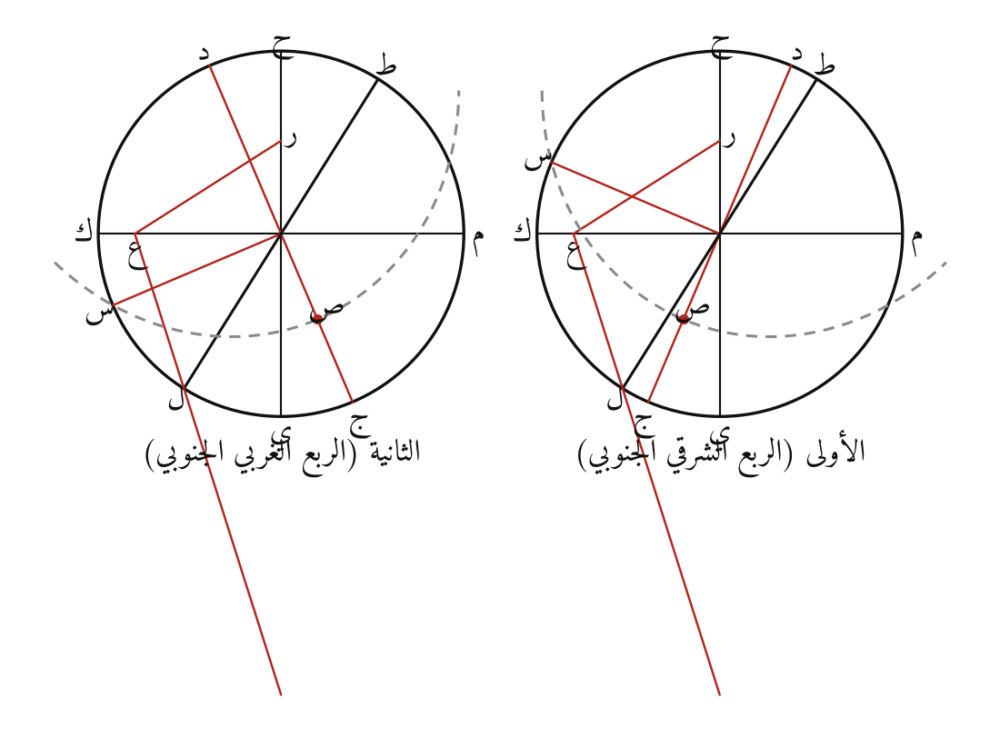 ح
د
ط
ر
س
ك
ع
م
ص
ل
ج
ي
الأولى (الربع الشرقي الجنوبي)
ح
د
ط
ر
ك
ع
م
س
ص
ل
ج
ي
الثانية (الربع الغربي الجنوبي)